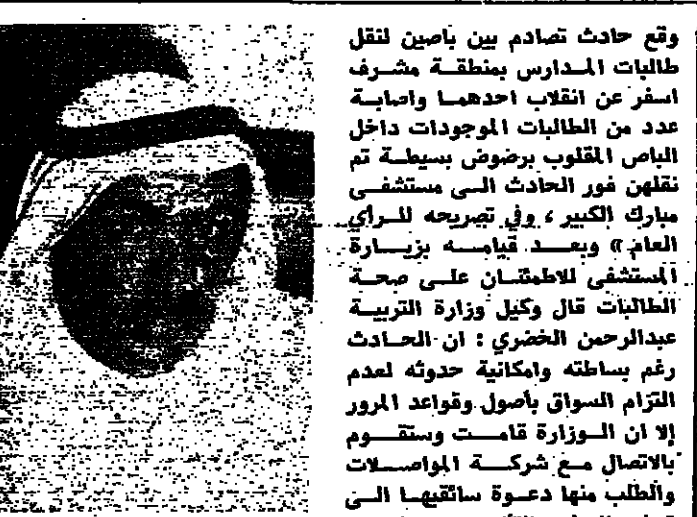 وقع حادث تصادم بين باصين لنقل
طالبات المدارس بمنطقة مشرف
اسفر عن انقلاب احدهما واصابة
عدد من الطالبات الموجودات داخل
الباص المقلوب برضوض بسيطة تم
نقلهن فور الحادث الى مستشفى
مبارك الكبير ، وفي تصريحه للرأي
العام » وبعد قيامه بزيارة
المستشفى للاطمئنان على صحة
الطالبات قال وكيل وزارة التربية
عبدالرحمن الخضري : ان الحادث
رغم بساطته وامكانية حدوثه لعدم
التزام السواق بأصول وقواعد المرور
إلا ان الوزارة قامت وستقوم
بالاتصال مع شركة المواصلات
والطلب منها دعوة سائقيها الى